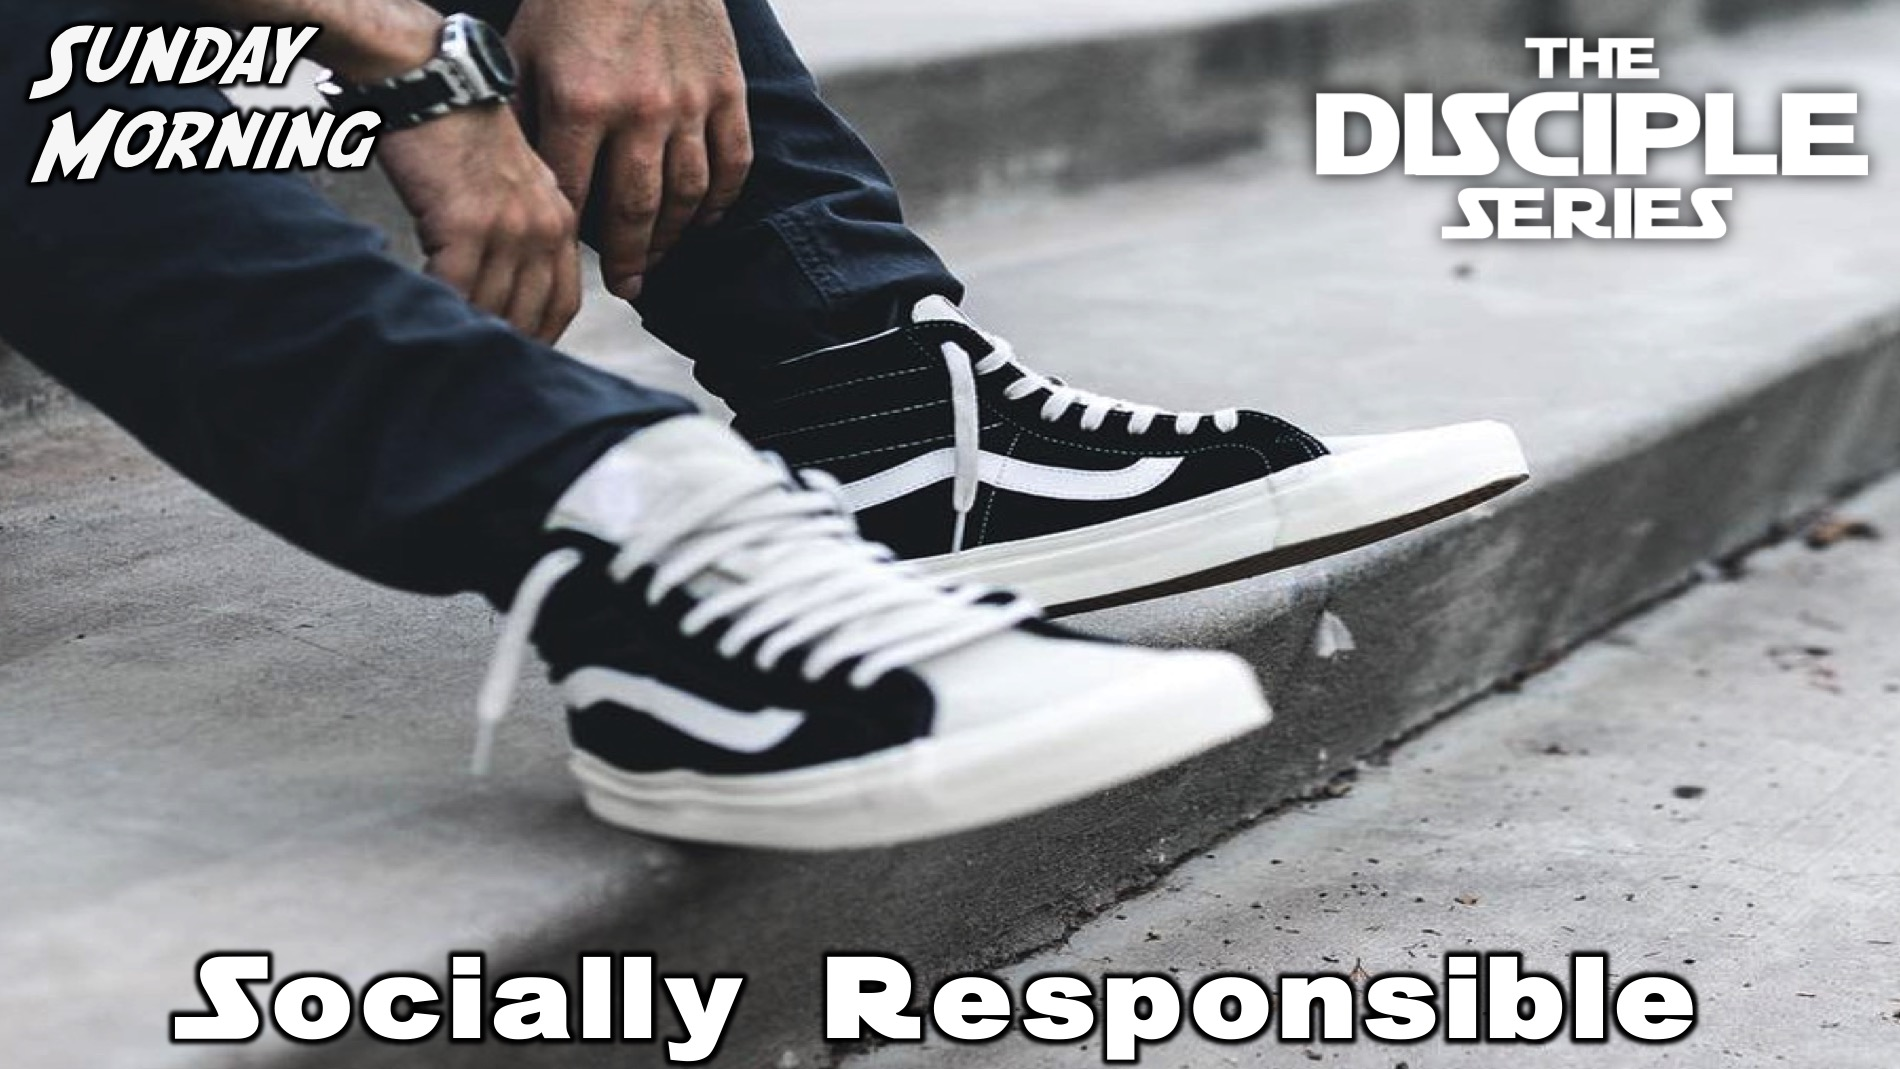 Sunday
Morning
THE
DISCIPLE
SERIES
Socially Responsible